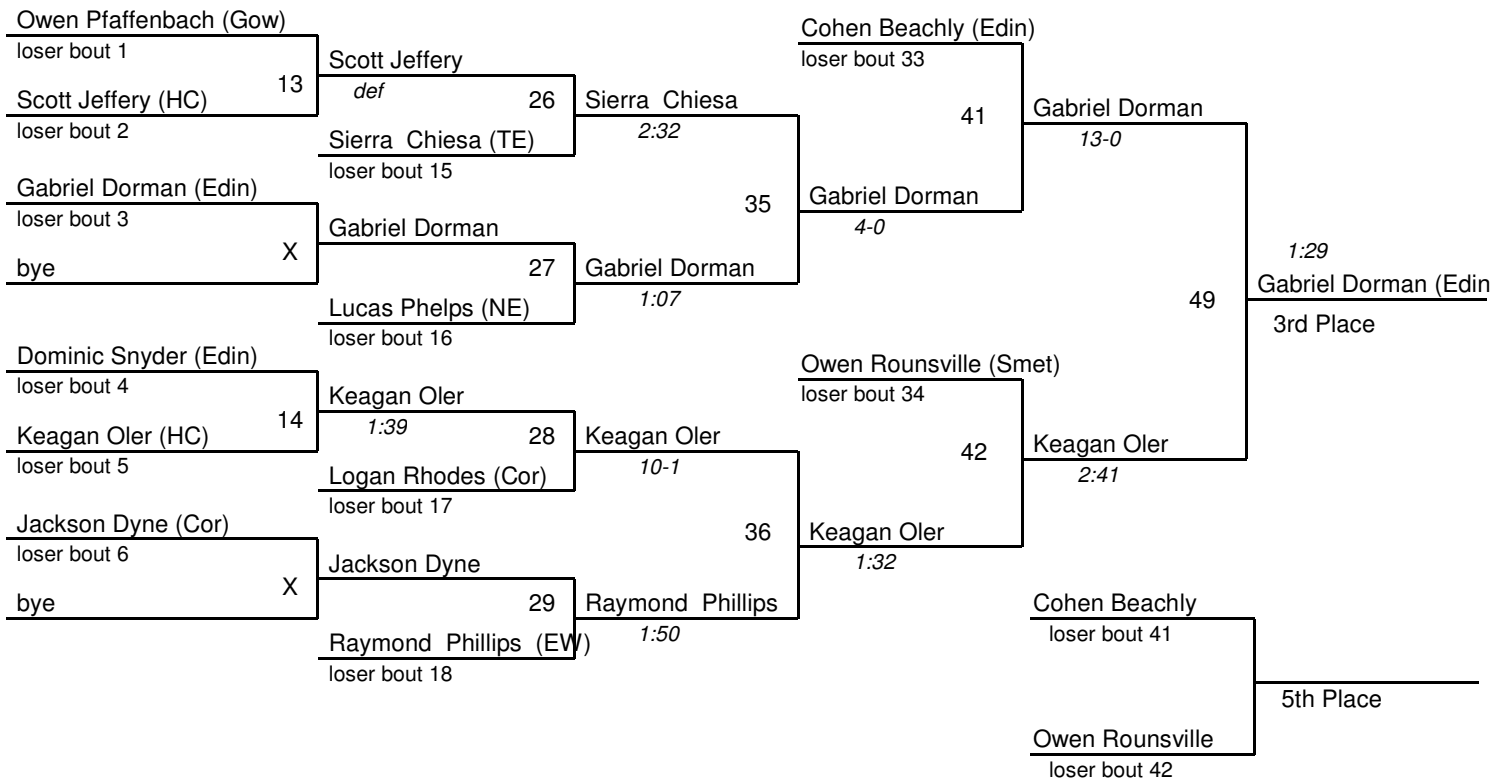 Owen Pfaffenbach (Gow)
loser bout 1
13
Scott Jeffery (HC)
loser bout 2
Gabriel Dorman (Edin)
loser bout 3
X
bye
Dominic Snyder (Edin)
loser bout 4
14
Keagan Oler (HC)
loser bout 5
Jackson Dyne (Cor)
loser bout 6
X
bye
Scott Jeffery
def
26
Sierra Chiesa (TE)
loser bout 15
Gabriel Dorman
27
Lucas Phelps (NE)
loser bout 16
Keagan Oler
1:39
28
Logan Rhodes (Cor)
loser bout 17
Jackson Dyne
29
Raymond Phillips (EW)
loser bout 18
Sierra Chiesa
2:32
35
Gabriel Dorman
1:07
Keagan Oler
10-1
36
Raymond Phillips
1:50
Cohen Beachly (Edin)
loser bout 33
41
Gabriel Dorman
4-0
Owen Rounsville (Smet)
loser bout 34
42
Keagan Oler
1:32
Gabriel Dorman
13-0
49
Keagan Oler
2:41
1:29
Gabriel Dorman (Edin
3rd Place
Cohen Beachly
loser bout 41
5th Place
Owen Rounsville
loser bout 42